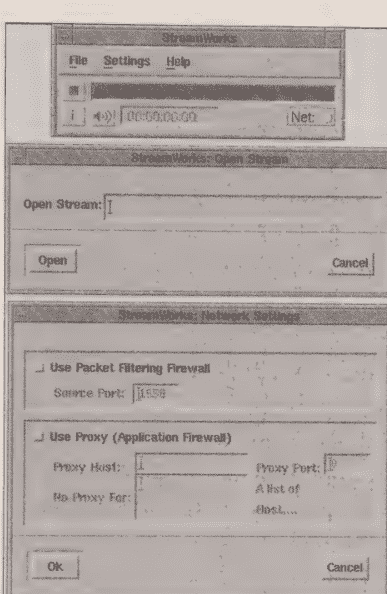 StreamWorks
File Settings Help
i 00:00:00:00 Net:
StreamWorks: Open Stream
Open Stream:
Open Cancel
StreamWorks: Network Settings
Use Packet Filtering Firewall
Source Port: 1558
Use Proxy (Application Firewall)
Proxy Host: Proxy Port:
No Proxy For: A list of
Host....
Ok Cancel